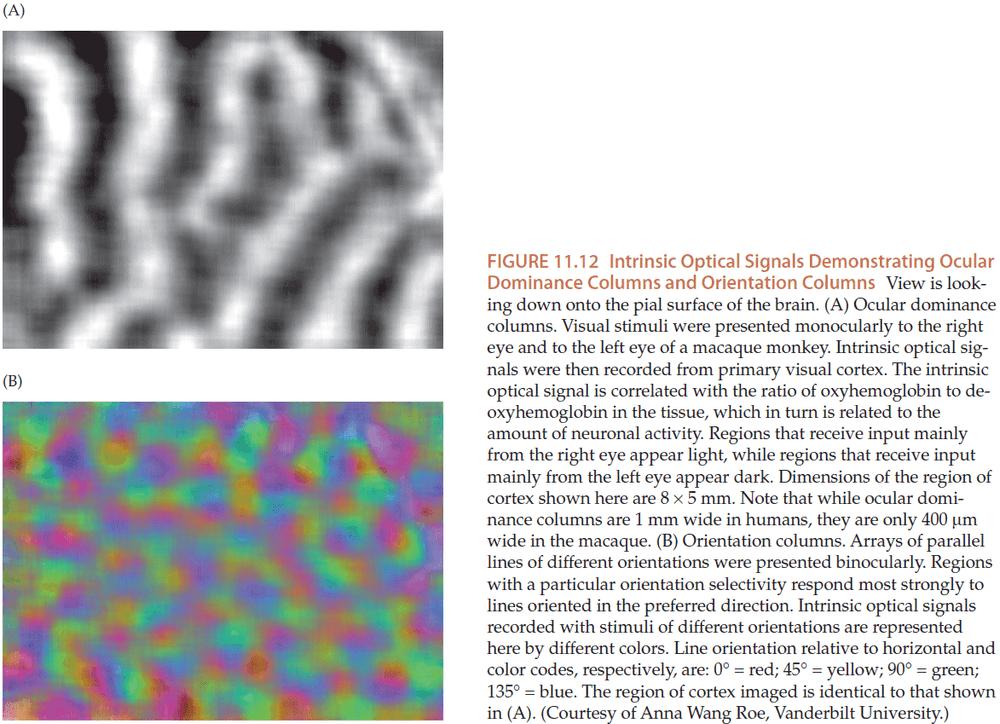 (A)
(B)
FIGURE 11.12 Intrinsic Optical Signals Demonstrating Ocular
Dominance Columns and Orientation Columns View is look-
ing down onto the pial surface of the brain. (A) Ocular dominance
columns. Visual stimuli were presented monocularly to the right
eye and to the left eye of a macaque monkey. Intrinsic optical sig-
nals were then recorded from primary visual cortex. The intrinsic
optical signal is correlated with the ratio of oxyhemoglobin to de-
oxyhemoglobin in the tissue, which in turn is related to the
amount of neuronal activity. Regions that receive input mainly
from the right eye appear light, while regions that receive input
mainly from the left eye appear dark. Dimensions of the region of
cortex shown here are 8 × 5 mm. Note that while ocular domi-
nance columns are 1 mm wide in humans, they are only 400 μm
wide in the macaque. (B) Orientation columns. Arrays of parallel
lines of different orientations were presented binocularly. Regions
with a particular orientation selectivity respond most strongly to
lines oriented in the preferred direction. Intrinsic optical signals
recorded with stimuli of different orientations are represented
here by different colors. Line orientation relative to horizontal and
color codes, respectively, are: 0° = red; 45° = yellow; 90° = green;
135° = blue. The region of cortex imaged is identical to that shown
in (A). (Courtesy of Anna Wang Roe, Vanderbilt University.)